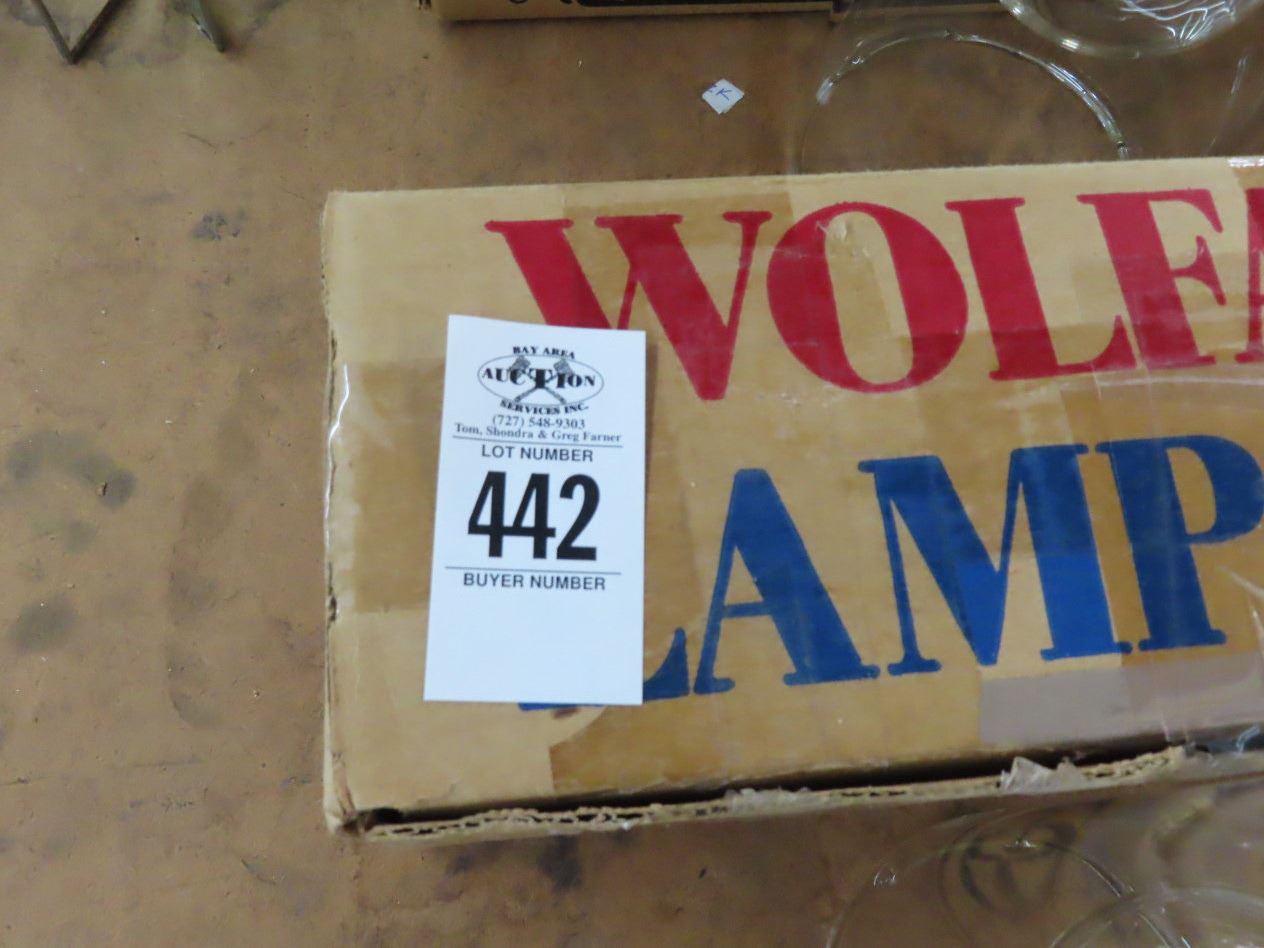 WOLF
LAMP
BAY AREA
AUCTION
SERVICES INC.
(727) 548-9303
Tom, Shondra & Greg Farner
LOT NUMBER
442
BUYER NUMBER
K